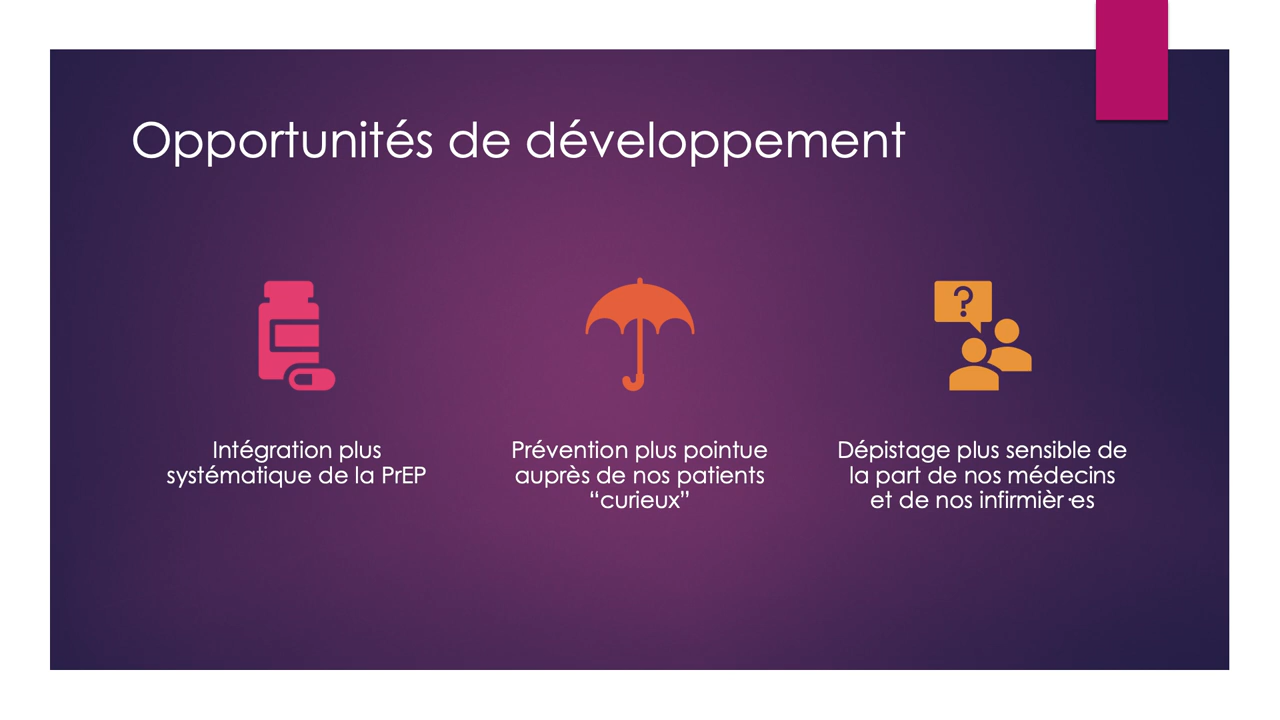 Opportunités de développement
?
Intégration plus
systématique de la PrEP
Prévention plus pointue
auprès de nos patients
“curieux”
Dépistage plus sensible de
la part de nos médecins
et de nos infirmièr·es